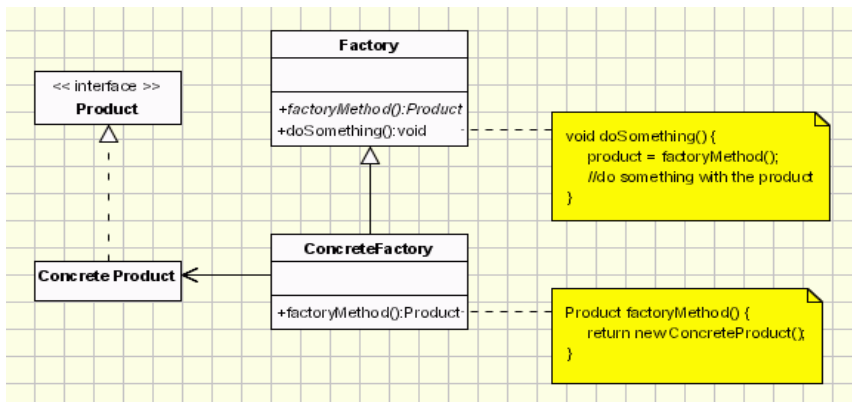 Factory
+factoryMethod():Product
+doSomething():void
<< interface >>
Product
void doSomething() {
product = factoryMethod();
//do something with the product
}
ConcreteFactory
+factoryMethod():Product
Concrete Product
Product factoryMethod() {
return new ConcreteProduct();
}